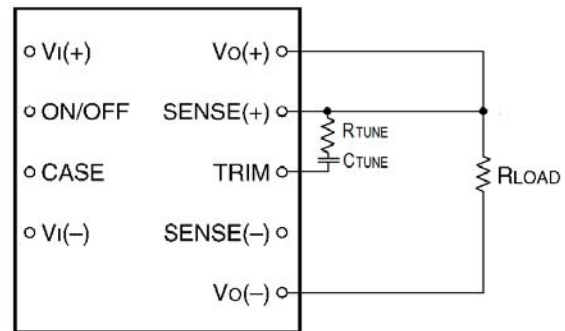 VI(+) VO(+)
ON/OFF SENSE(+)
RTUNE
CTUNE
CASE TRIM
RLOAD
VI(–) SENSE(–)
VO(–)